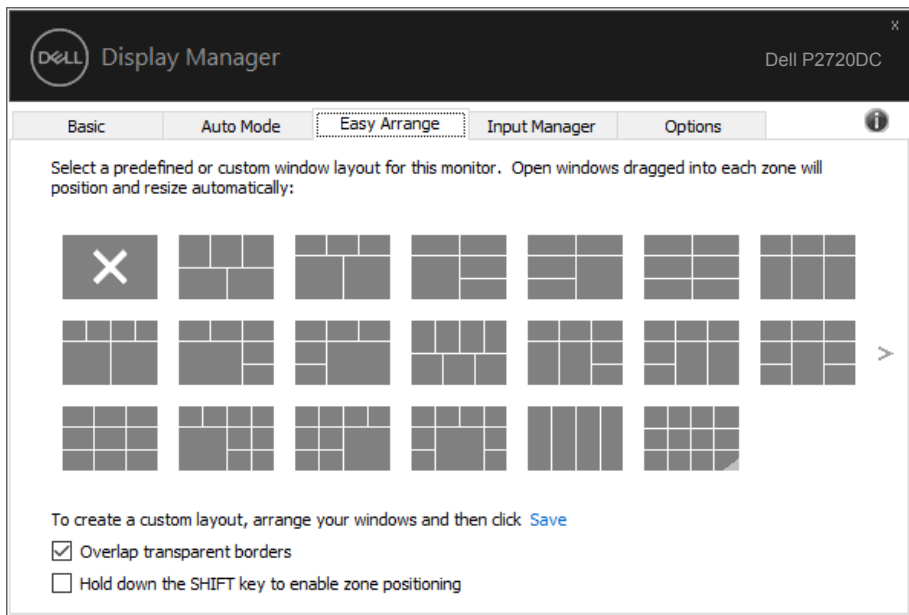 x
DELL Display Manager
Dell P2720DC
Basic Auto Mode Easy Arrange Input Manager Options
Select a predefined or custom window layout for this monitor. Open windows dragged into each zone will
position and resize automatically:
To create a custom layout, arrange your windows and then click Save
Overlap transparent borders
Hold down the SHIFT key to enable zone positioning